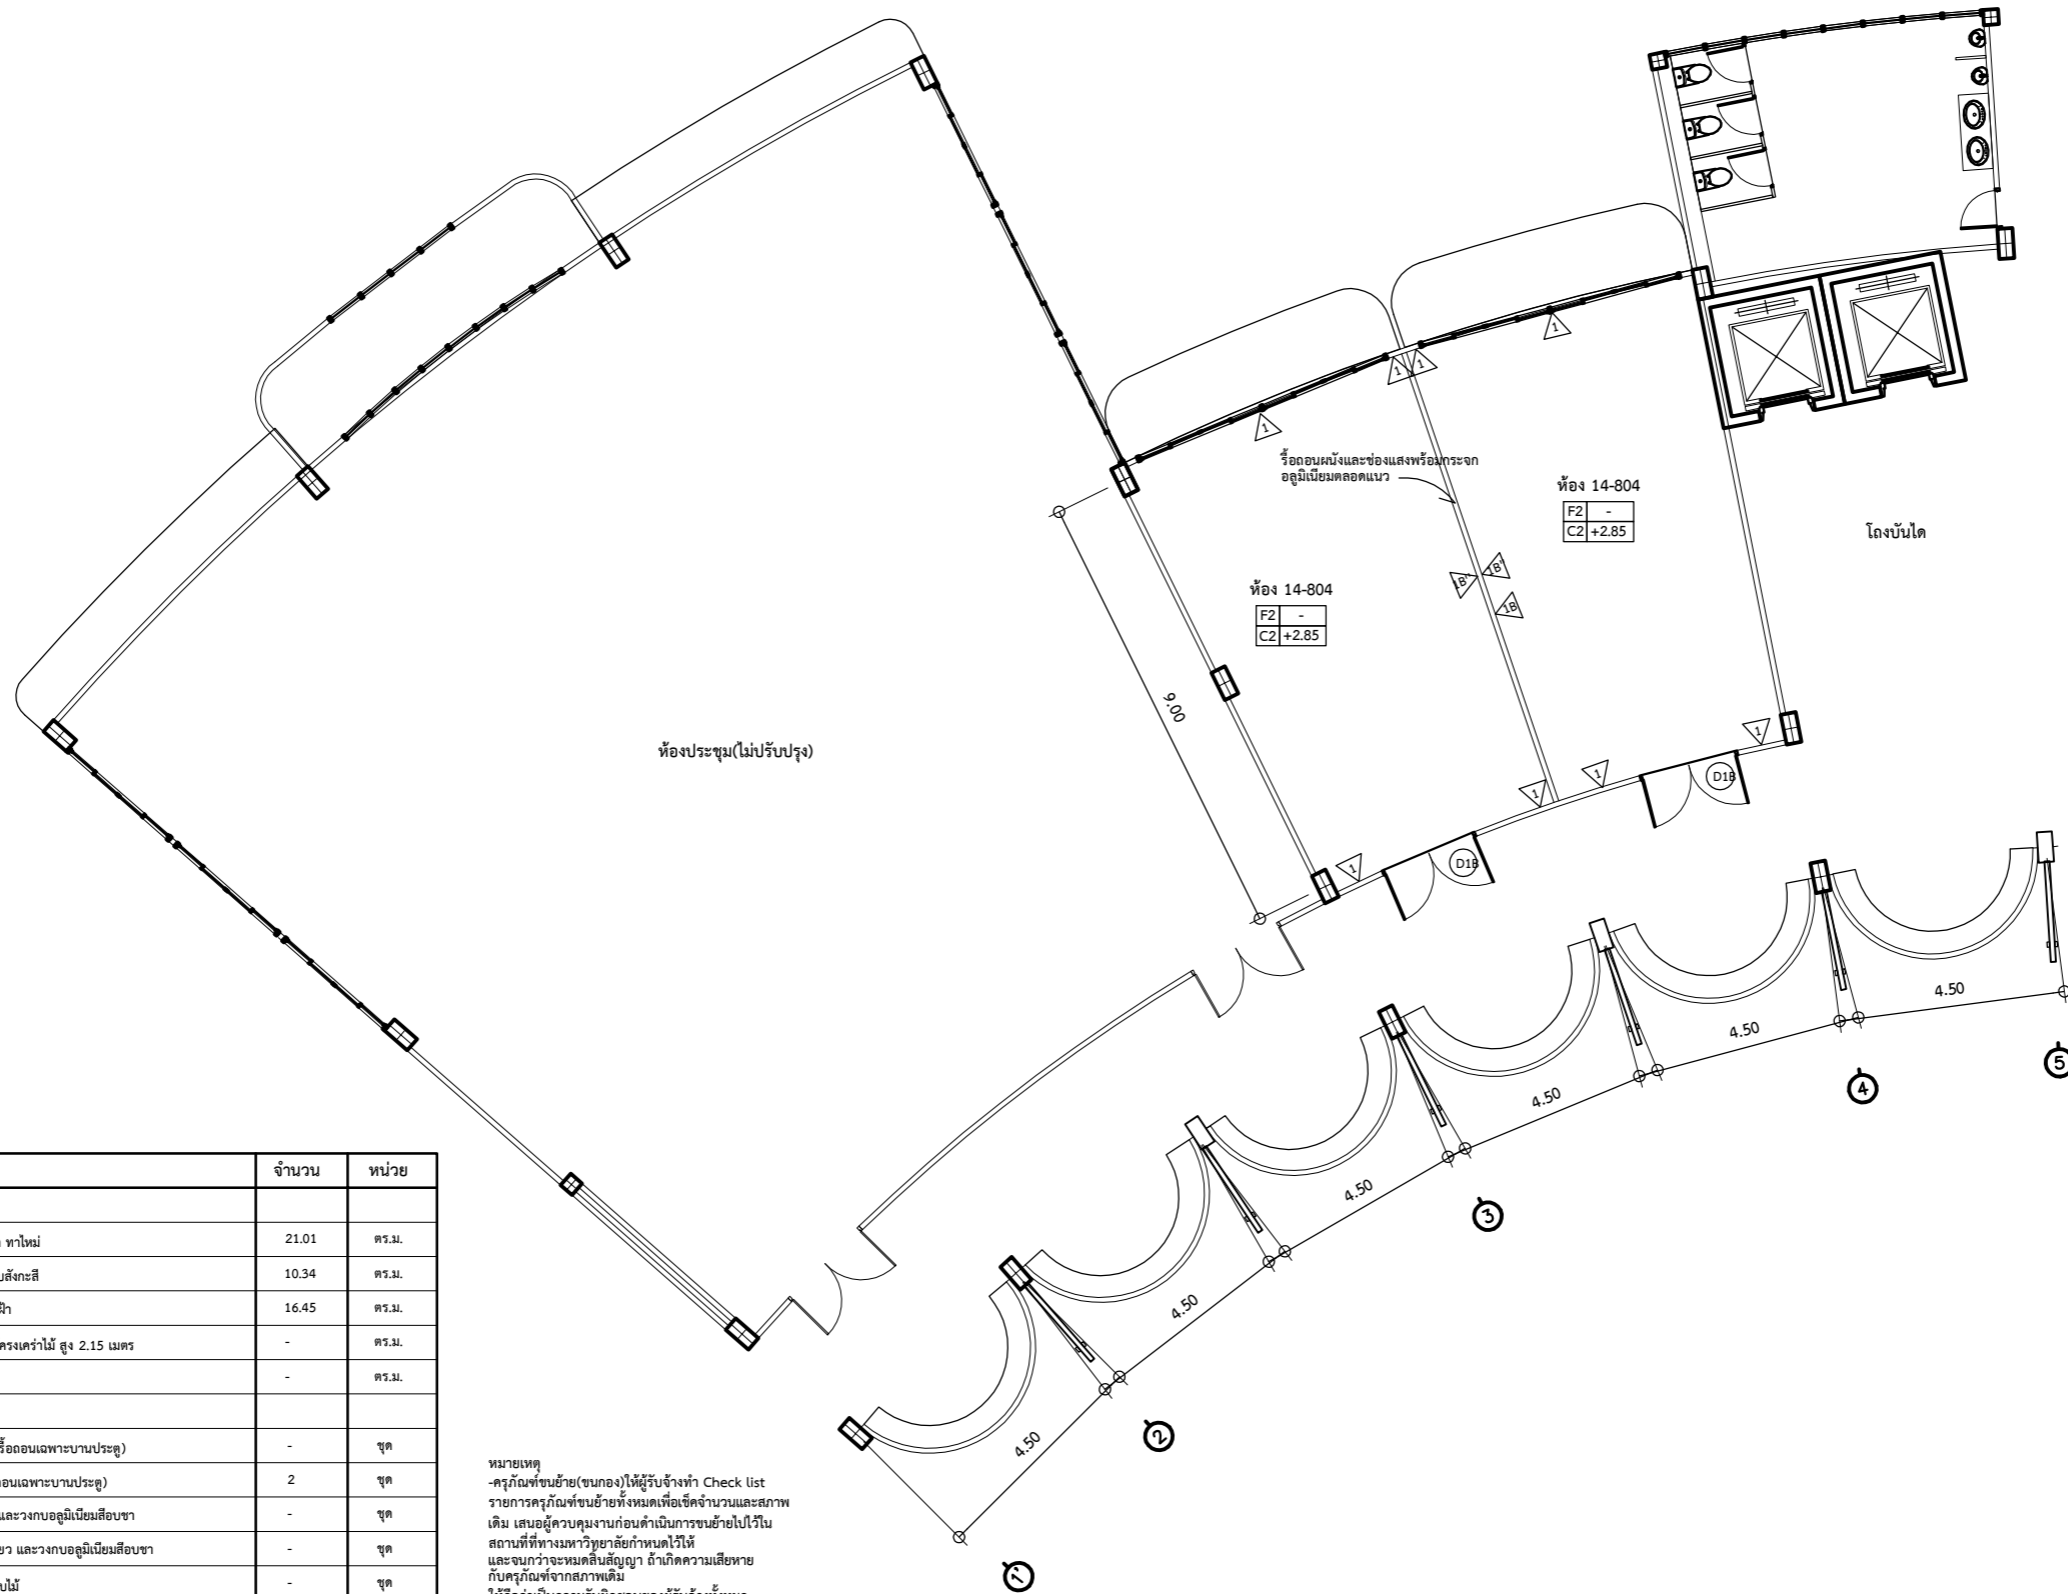 รื้อถอนผนังและช่องแสงพร้อมกระจก
อลูมิเนียมตลอดแนว
ห้อง 14-804
F2 -
C2 +2.85
โถงบันได
ห้อง 14-804
F2 -
C2 +2.85
1
1
1
1
1B"
1B"
1B
9.00
ห้องประชุม(ไม่ปรับปรุง)
1
1
1
1
D1B
D1B
4.50
4.50
4.50
4.50
4.50
4.50
1'
2
3
4
5
จำนวน หน่วย
ทาใหม่ 21.01 ตร.ม.
สังกะสี 10.34 ตร.ม.
ฝ้า 16.45 ตร.ม.
ครงเคร่าไม้ สูง 2.15 เมตร - ตร.ม.
- ตร.ม.
รื้อถอนเฉพาะบานประตู) - ชุด
อนเฉพาะบานประตู) 2 ชุด
และวงกบอลูมิเนียมสีอบชา - ชุด
ยว และวงกบอลูมิเนียมสีอบชา - ชุด
บไม้ - ชุด
หมายเหตุ
-ครุภัณฑ์ขนย้าย(ขนกอง)ให้ผู้รับจ้างทำ Check list
รายการครุภัณฑ์ขนย้ายทั้งหมดเพื่อเช็คจำนวนและสภาพ
เดิม เสนอผู้ควบคุมงานก่อนดำเนินการขนย้ายไปไว้ใน
สถานที่ที่ทางมหาวิทยาลัยกำหนดไว้ให้
และจนกว่าจะหมดสิ้นสัญญา ถ้าเกิดความเสียหาย
กับครุภัณฑ์จากสภาพเดิม